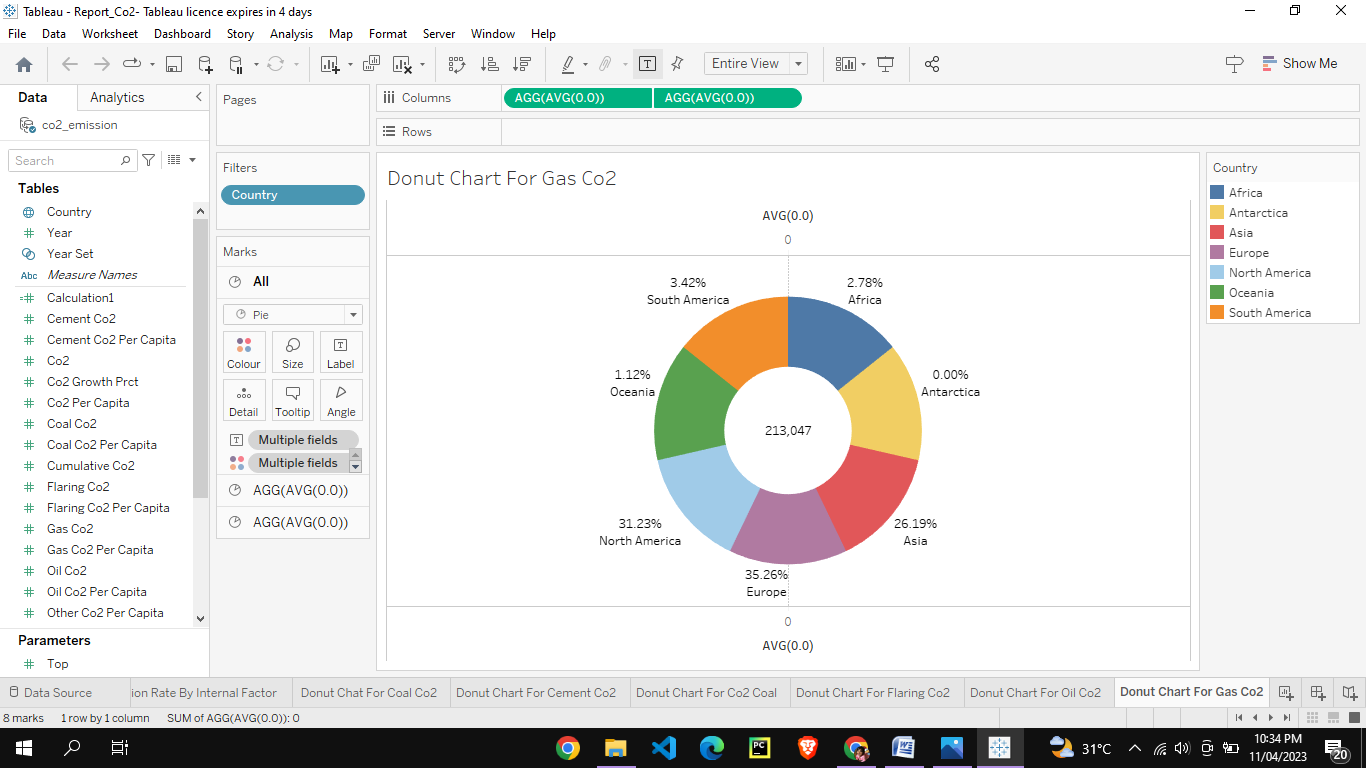 Tableau - Report_Co2- Tableau licence expires in 4 days
File Data Worksheet Dashboard Story Analysis Map Format Server Window Help
Entire View
Show Me
Data Analytics
co2_emission
Search
Tables
Country
Year
Year Set
Abc Measure Names
Calculation1
Cement Co2
Cement Co2 Per Capita
Co2
Co2 Growth Prct
Co2 Per Capita
Coal Co2
Coal Co2 Per Capita
Cumulative Co2
Flaring Co2
Flaring Co2 Per Capita
Gas Co2
Gas Co2 Per Capita
Oil Co2
Oil Co2 Per Capita
Other Co2 Per Capita
Parameters
Top
Pages
Filters
Country
Marks
All
Pie
Colour Size Label
Detail Tooltip Angle
Multiple fields
Multiple fields
AGG(AVG(0.0))
AGG(AVG(0.0))
Columns AGG(AVG(0.0)) AGG(AVG(0.0))
Rows
Donut Chart For Gas Co2
AVG(0.0)
0
3.42%
South America
2.78%
Africa
1.12%
Oceania
0.00%
Antarctica
213,047
31.23%
North America
26.19%
Asia
35.26%
Europe
0
AVG(0.0)
Country
Africa
Antarctica
Asia
Europe
North America
Oceania
South America
Data Source ion Rate By Internal Factor Donut Chat For Coal Co2 Donut Chart For Cement Co2 Donut Chart For Co2 Coal Donut Chart For Flaring Co2 Donut Chart For Oil Co2 Donut Chart For Gas Co2
8 marks 1 row by 1 column SUM of AGG(AVG(0.0)): 0
31°C
10:34 PM
11/04/2023
20